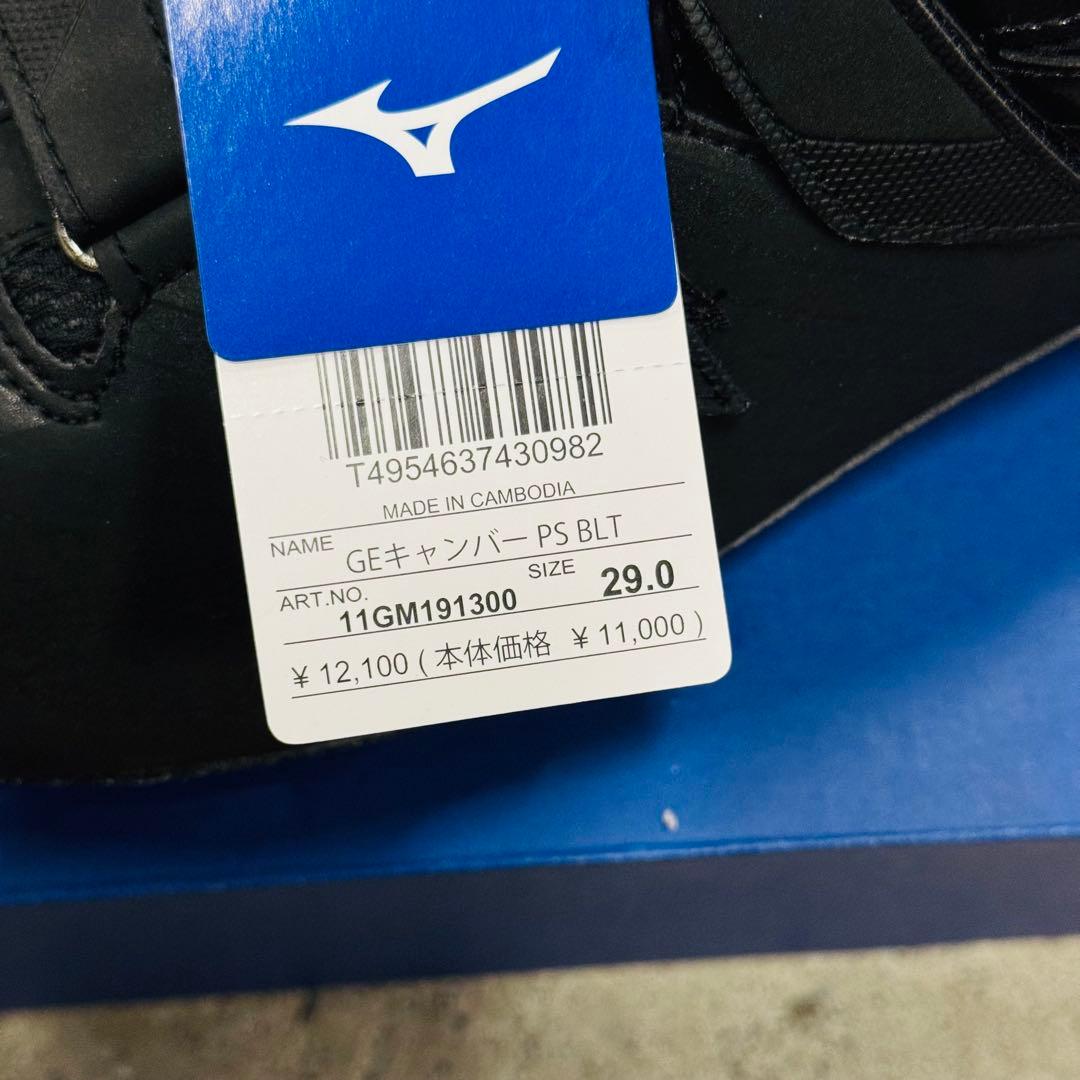 T4954637430982
MADE IN CAMBODIA
NAME GEキャンバー PS BLT
ART.NO. 11GM191300 SIZE 29.0
￥12,100 ( 本体価格 ￥11,000 )